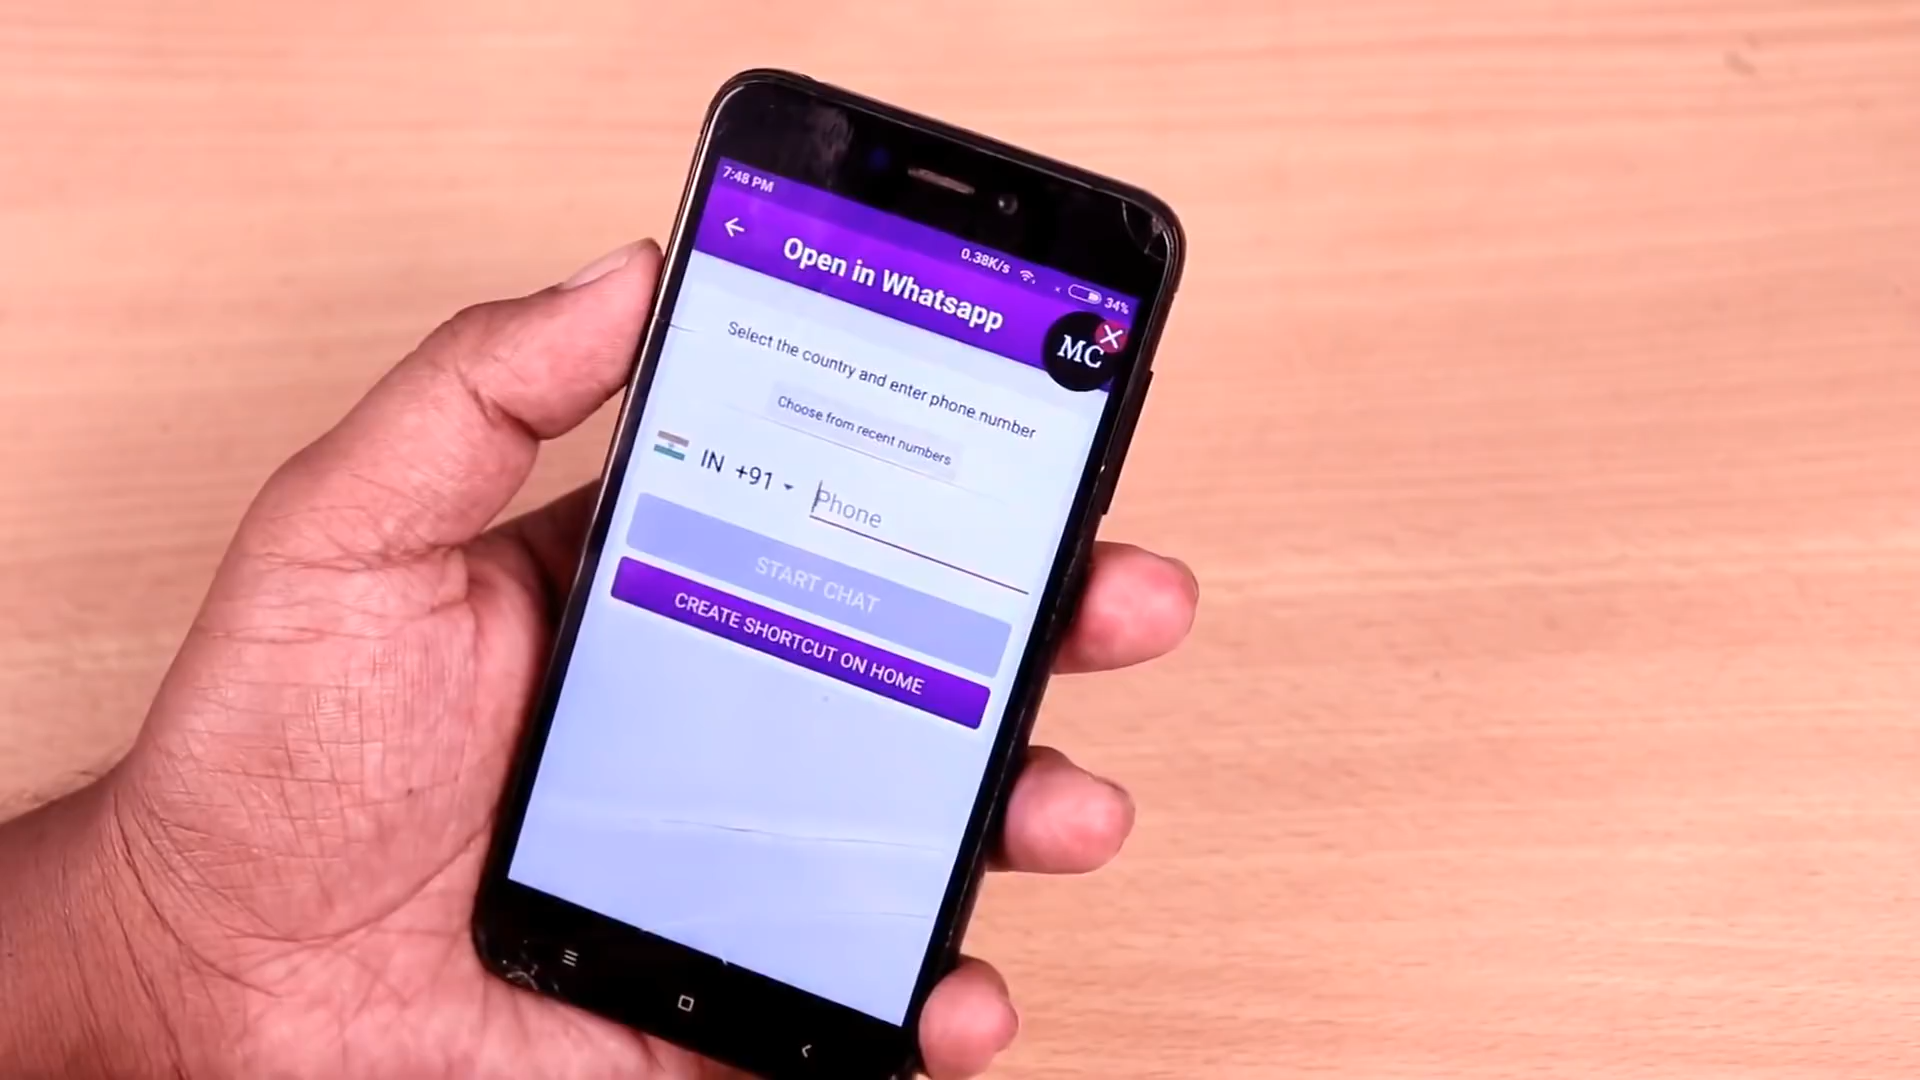 7:48 PM
0.38K/s
34%
Open in Whatsapp
MC
Select the country and enter phone number
Choose from recent numbers
IN +91
Phone
START CHAT
CREATE SHORTCUT ON HOME